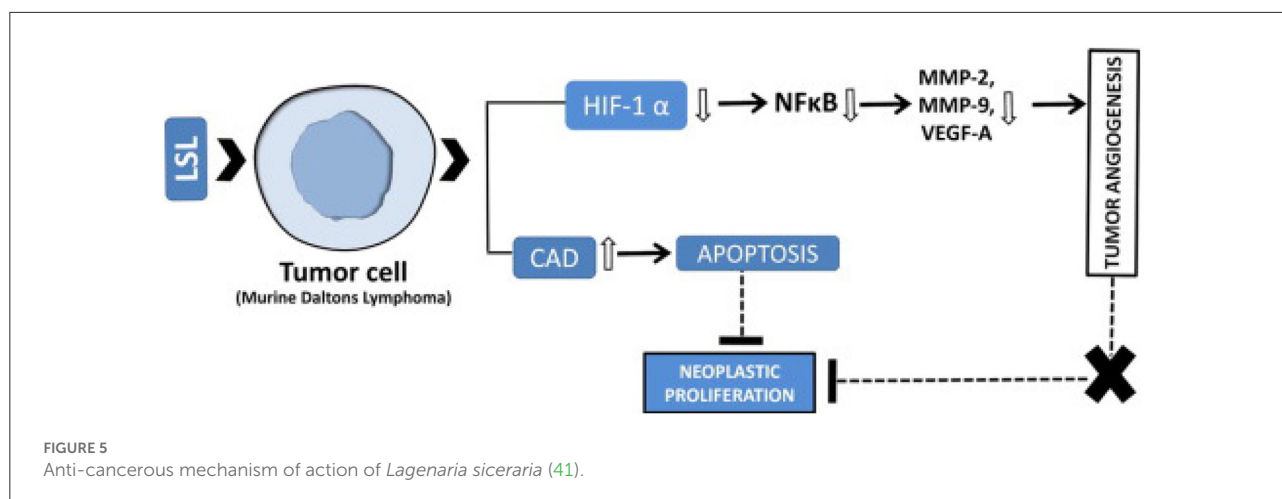 LSL
Tumor cell
(Murine Daltons Lymphoma)
HIF-1 α
NFκB
MMP-2,
MMP-9,
VEGF-A
TUMOR ANGIOGENESIS
CAD
APOPTOSIS
NEOPLASTIC
PROLIFERATION
FIGURE 5
Anti-cancerous mechanism of action of Lagenaria siceraria (41).